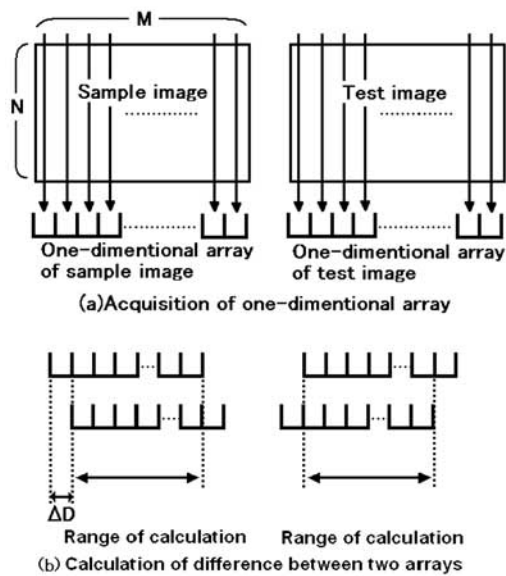 M
N
Sample image
Test image
One-dimentional array
of sample image
One-dimentional array
of test image
(a)Acquisition of one-dimentional array
ΔD
Range of calculation
Range of calculation
(b) Calculation of difference between two arrays